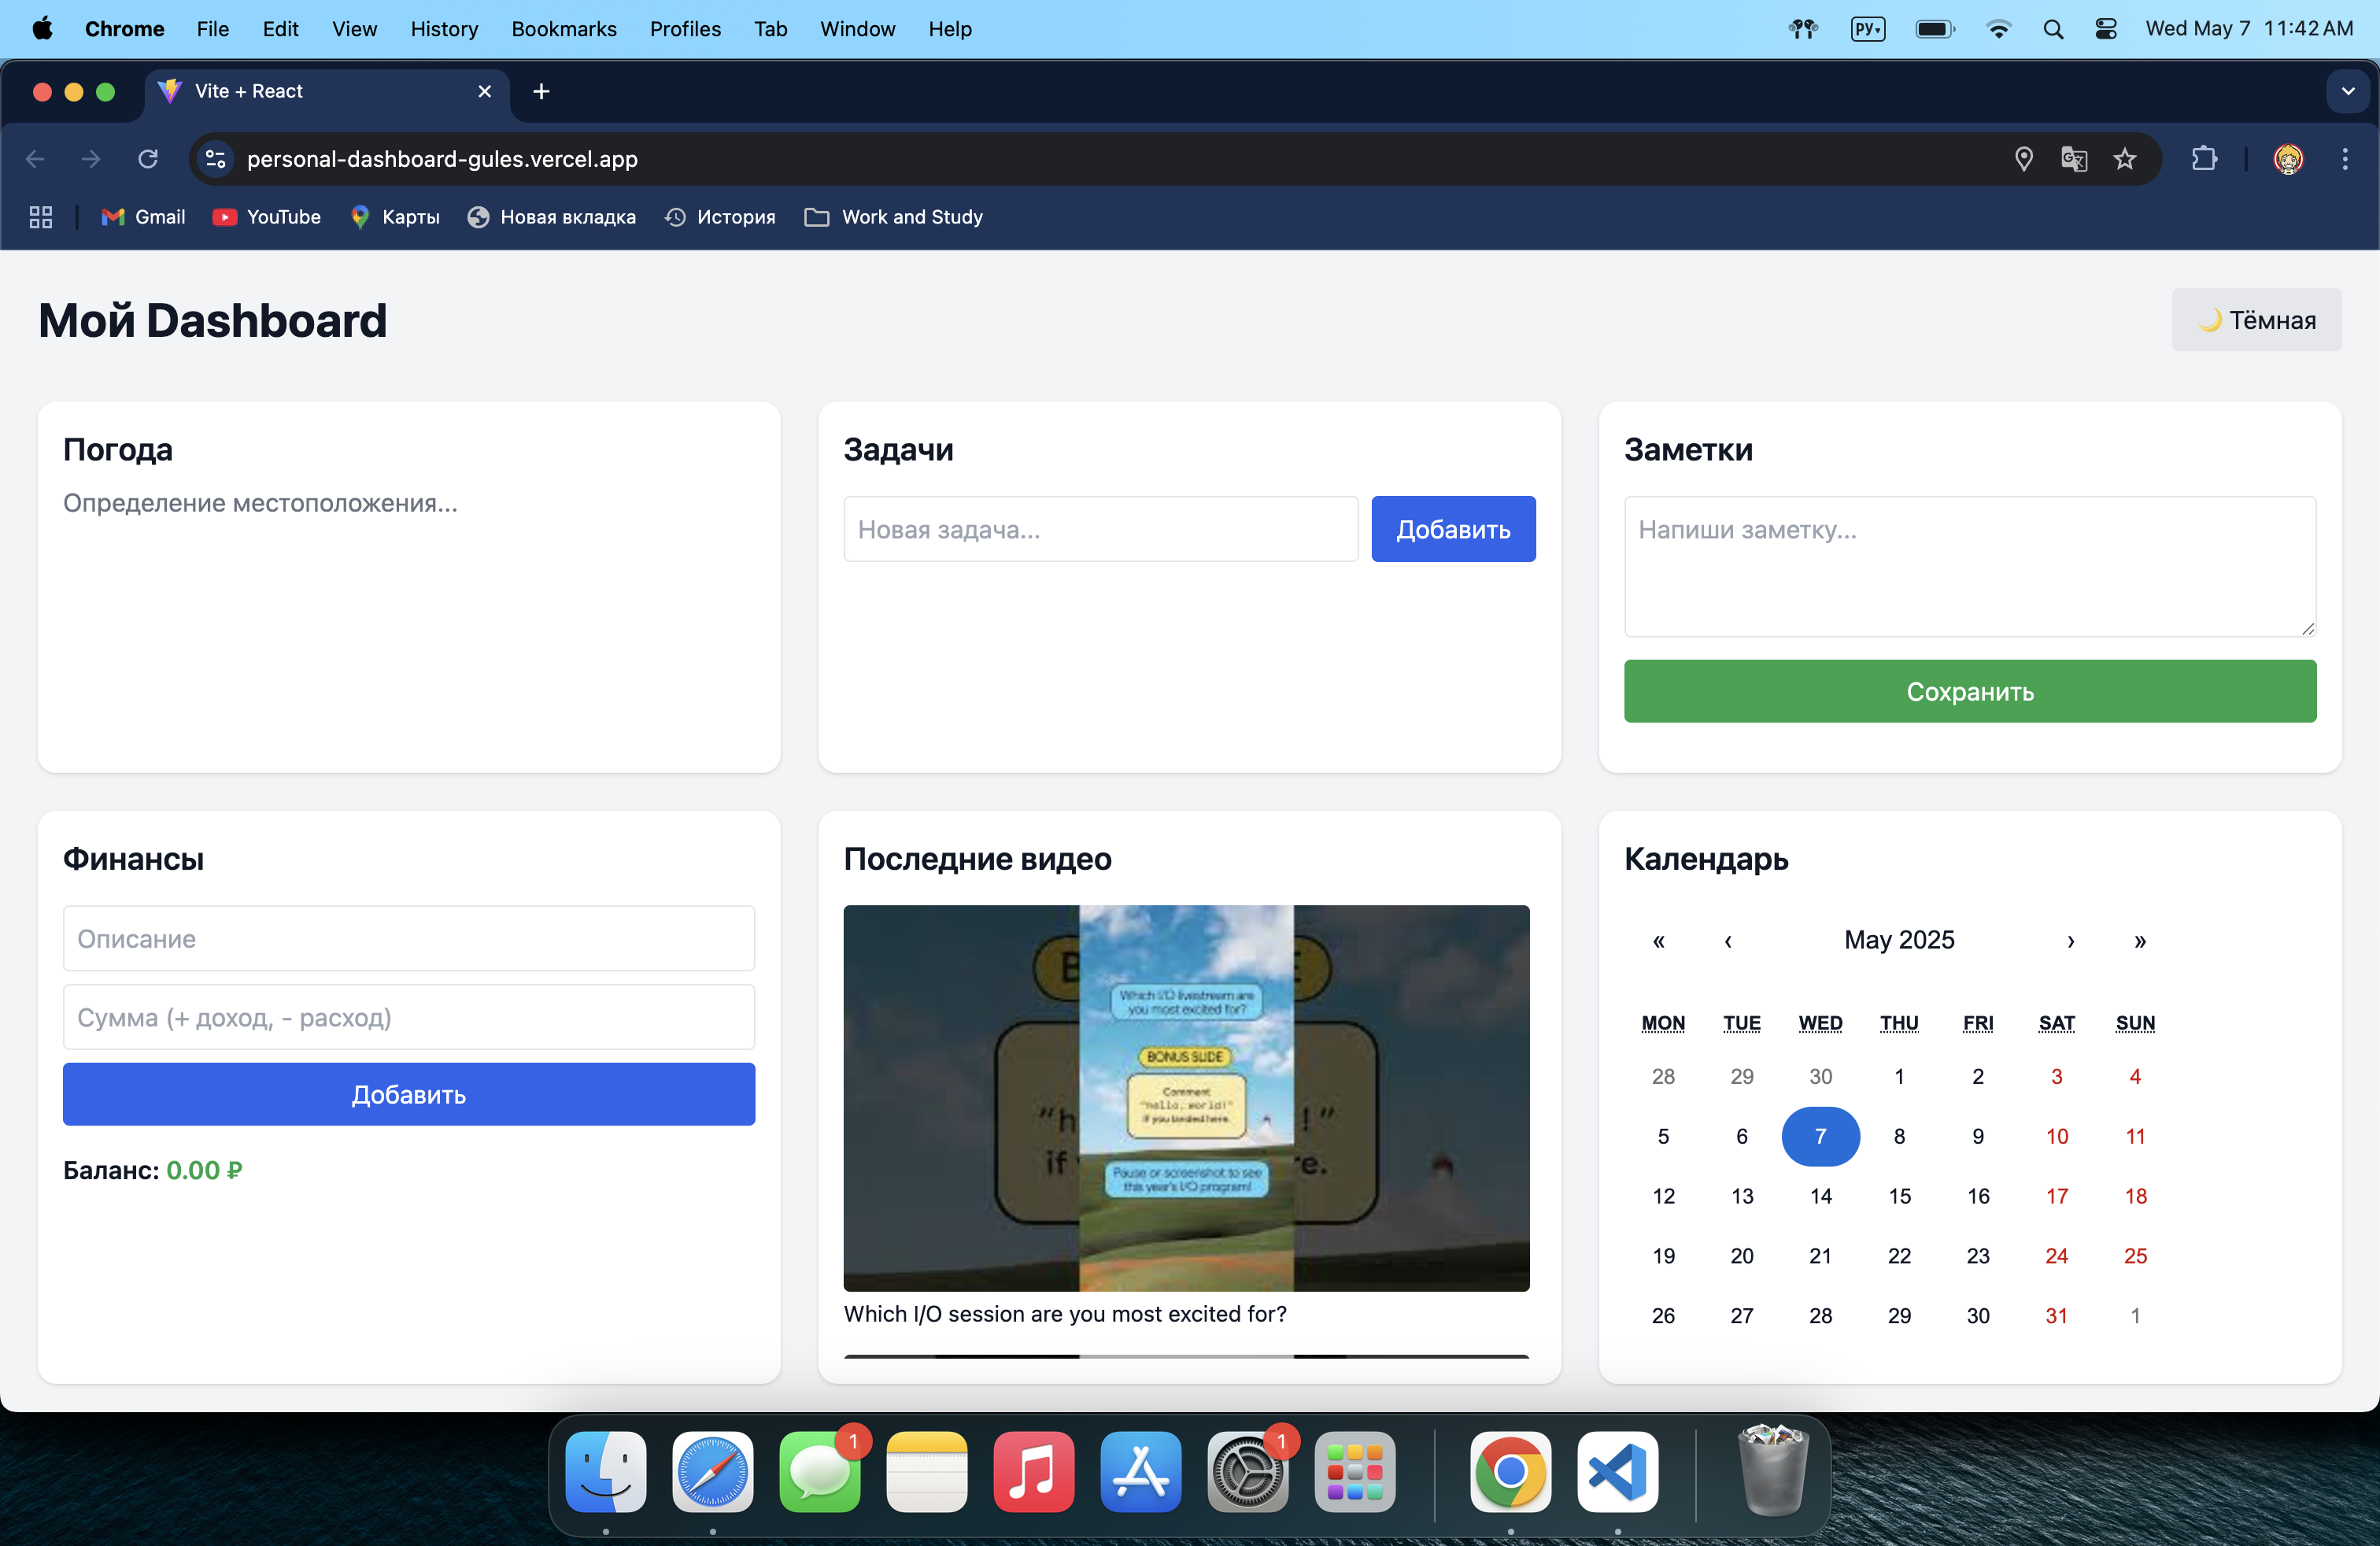 Chrome File Edit View History Bookmarks Profiles Tab Window Help РУ Wed May 7 11:42 AM
Vite + React
personal-dashboard-gules.vercel.app
Gmail YouTube Карты Новая вкладка История Work and Study
Мой Dashboard
🌙 Тёмная
Погода
Определение местоположения...
Задачи
Новая задача...
Добавить
Заметки
Напиши заметку...
Сохранить
Финансы
Описание
Сумма (+ доход, - расход)
Добавить
Баланс: 0.00 ₽
Последние видео
Which I/O livestream are
you most excited for?
BONUS SLIDE
Comment
"hello, world!"
if you landed here.
Pause or screenshot to see
this year's I/O program!
Which I/O session are you most excited for?
Календарь
« ‹ May 2025 › »
MON TUE WED THU FRI SAT SUN
28 29 30 1 2 3 4
5 6 7 8 9 10 11
12 13 14 15 16 17 18
19 20 21 22 23 24 25
26 27 28 29 30 31 1
1
1